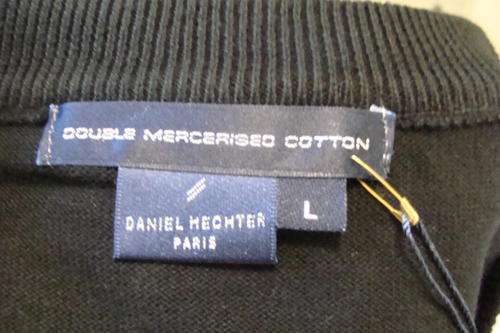 DOUBLE MERCERISED COTTON
DANIEL HECHTER
PARIS
L